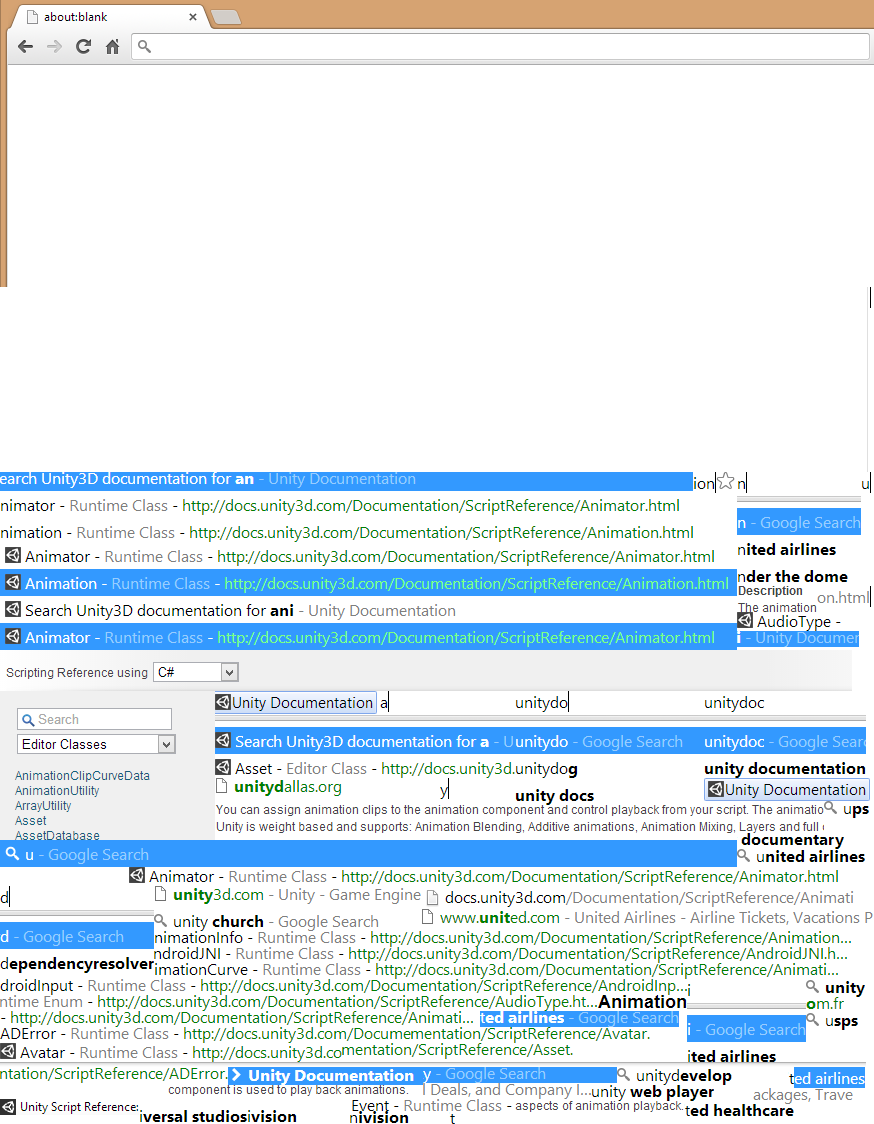 about:blank
earch Unity3D documentation for an - Unity Documentation
ion
n
u
nimator - Runtime Class - http://docs.unity3d.com/Documentation/ScriptReference/Animator.html
n - Google Search
nimation - Runtime Class - http://docs.unity3d.com/Documentation/ScriptReference/Animation.html
nited airlines
Animator - Runtime Class - http://docs.unity3d.com/Documentation/ScriptReference/Animator.html
nder the dome
Animation - Runtime Class - http://docs.unity3d.com/Documentation/ScriptReference/Animation.html
Description
on.html
Search Unity3D documentation for ani - Unity Documentation
The animation
AudioType -
Animator - Runtime Class - http://docs.unity3d.com/Documentation/ScriptReference/Animator.html
i - Unity Documen
Scripting Reference using C#
Unity Documentation a
unitydo
unitydoc
Search
Editor Classes
Search Unity3D documentation for a - U
unitydo - Google Search
unitydoc - Google Searc
Asset - Editor Class - http://docs.unity3d.
unitydog
unity documentation
AnimationClipCurveData
AnimationUtility
ArrayUtility
Asset
AssetDatabase
unitydallas.org
y
unity docs
Unity Documentation
You can assign animation clips to the animation component and control playback from your script. The animatio
ups
Unity is weight based and supports: Animation Blending, Additive animations, Animation Mixing, Layers and full
documentary
u - Google Search
united airlines
Animator - Runtime Class - http://docs.unity3d.com/Documentation/ScriptReference/Animator.html
d
unity3d.com - Unity - Game Engine
docs.unity3d.com/Documentation/ScriptReference/Animati
unity church - Google Search
www.united.com - United Airlines - Airline Tickets, Vacations P
d - Google Search
nimationInfo - Runtime Class - http://docs.unity3d.com/Documentation/ScriptReference/Animation...
ndroidJNI - Runtime Class - http://docs.unity3d.com/Documentation/ScriptReference/AndroidJNI.h...
dependencyresolver
imationCurve - Runtime Class - http://docs.unity3d.com/Documentation/ScriptReference/Animati...
droidInput - Runtime Class - http://docs.unity3d.com/Documentation/ScriptReference/AndroidInp...
i
unity
ntime Enum - http://docs.unity3d.com/Documentation/ScriptReference/AudioType.ht...
Animation
om.fr
- http://docs.unity3d.com/Documentation/ScriptReference/Animati...
ted airlines - Google Search
usps
ADError - Runtime Class - http://docs.unity3d.com/Documemementation/ScriptReference/Avatar.
i - Google Search
Avatar - Runtime Class - http://docs.unity3d.co
mentation/ScriptReference/Asset.
ited airlines
ntation/ScriptReference/ADError.
Unity Documentation
y - Google Search
unitydevelop
ted airlines
component is used to play back animations.
l Deals, and Company I...
unity web player
ackages, Trave
Unity Script Reference:
Event - Runtime Class
- aspects of animation playback.
ted healthcare
iversal studios
ivision
nivision
t